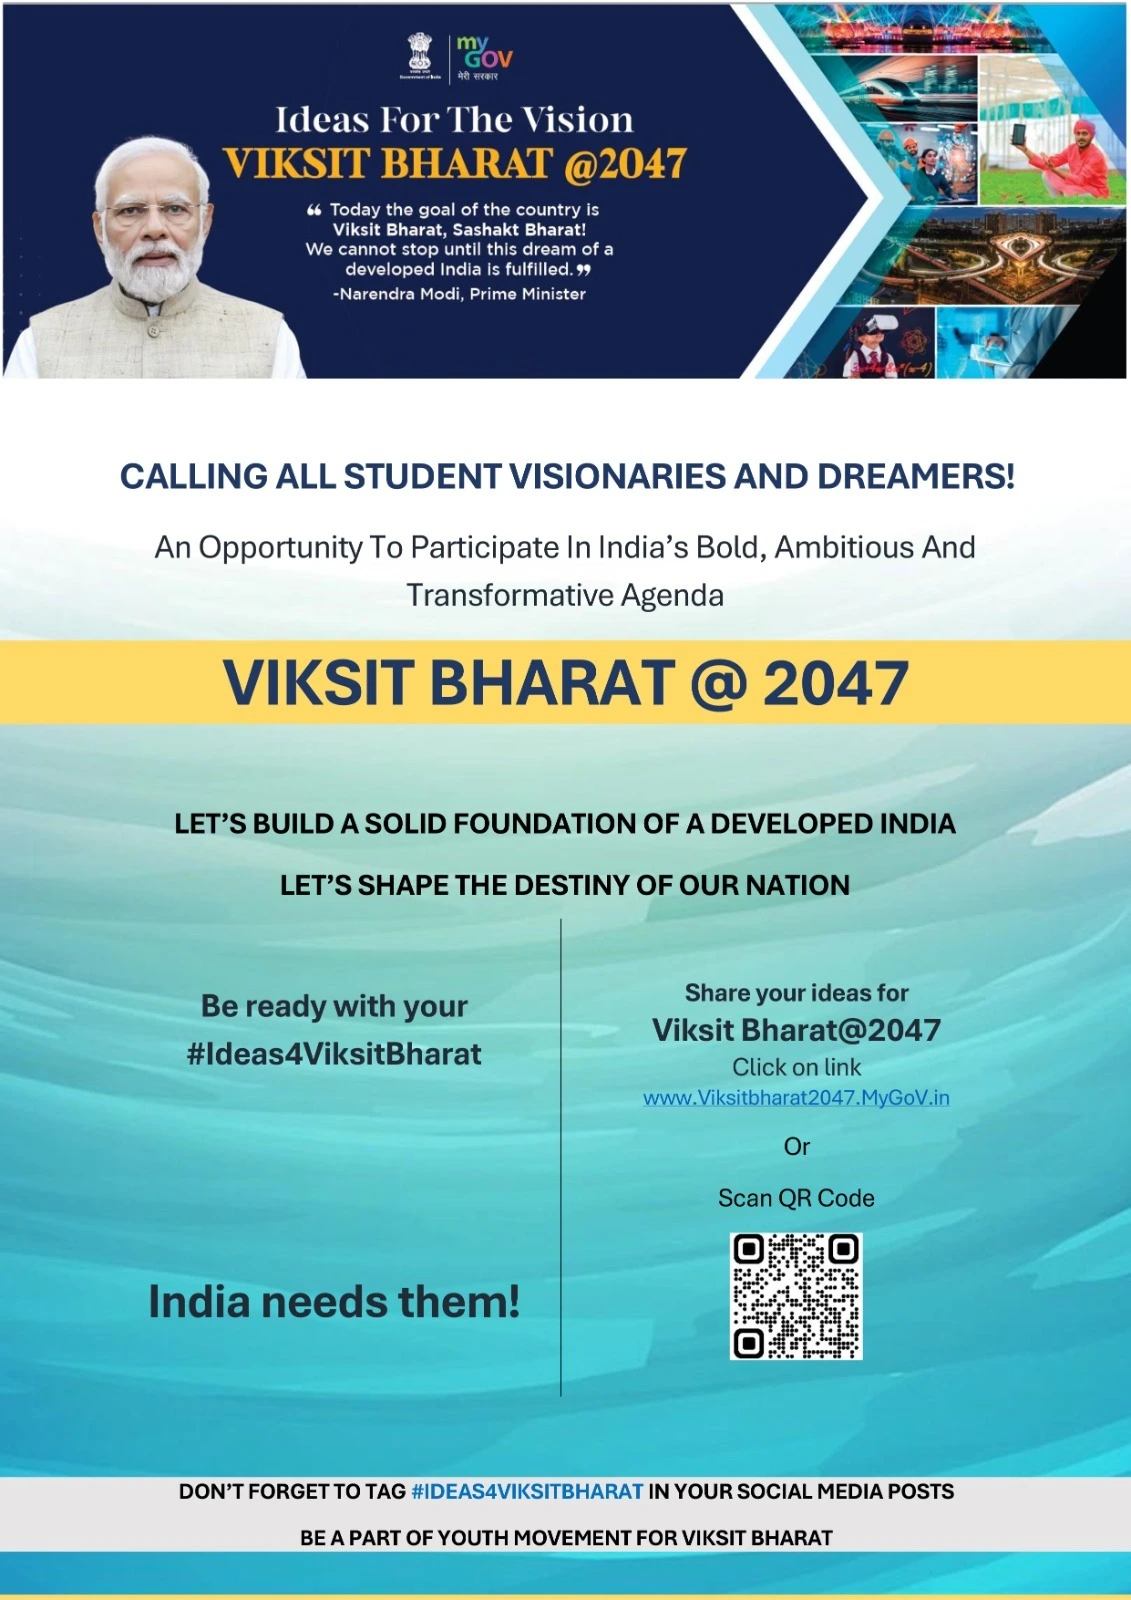 my
GOV
मेरी सरकार
सत्यमेव जयते
Government of India
Ideas For The Vision
VIKSIT BHARAT @2047
“ Today the goal of the country is
Viksit Bharat, Sashakt Bharat!
We cannot stop until this dream of a
developed India is fulfilled. ”
-Narendra Modi, Prime Minister
CALLING ALL STUDENT VISIONARIES AND DREAMERS!
An Opportunity To Participate In India’s Bold, Ambitious And
Transformative Agenda
VIKSIT BHARAT @ 2047
LET’S BUILD A SOLID FOUNDATION OF A DEVELOPED INDIA
LET’S SHAPE THE DESTINY OF OUR NATION
Be ready with your
#Ideas4ViksitBharat
India needs them!
Share your ideas for
Viksit Bharat@2047
Click on link
www.Viksitbharat2047.MyGoV.in
Or
Scan QR Code
DON’T FORGET TO TAG #IDEAS4VIKSITBHARAT IN YOUR SOCIAL MEDIA POSTS
BE A PART OF YOUTH MOVEMENT FOR VIKSIT BHARAT